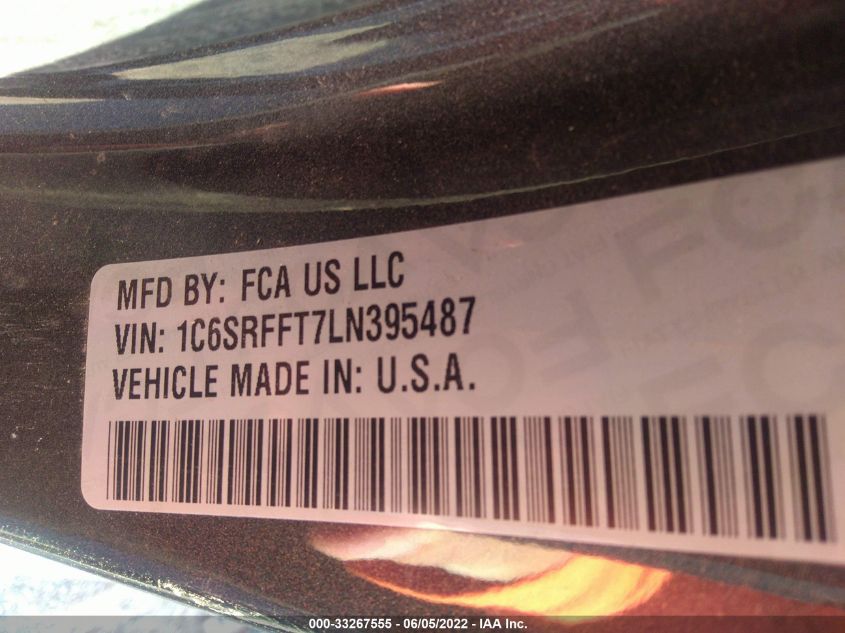 MFD BY: FCA US LLC
VIN: 1C6SRFFT7LN395487
VEHICLE MADE IN: U.S.A.
000-33267555 - 06/05/2022 - IAA Inc.